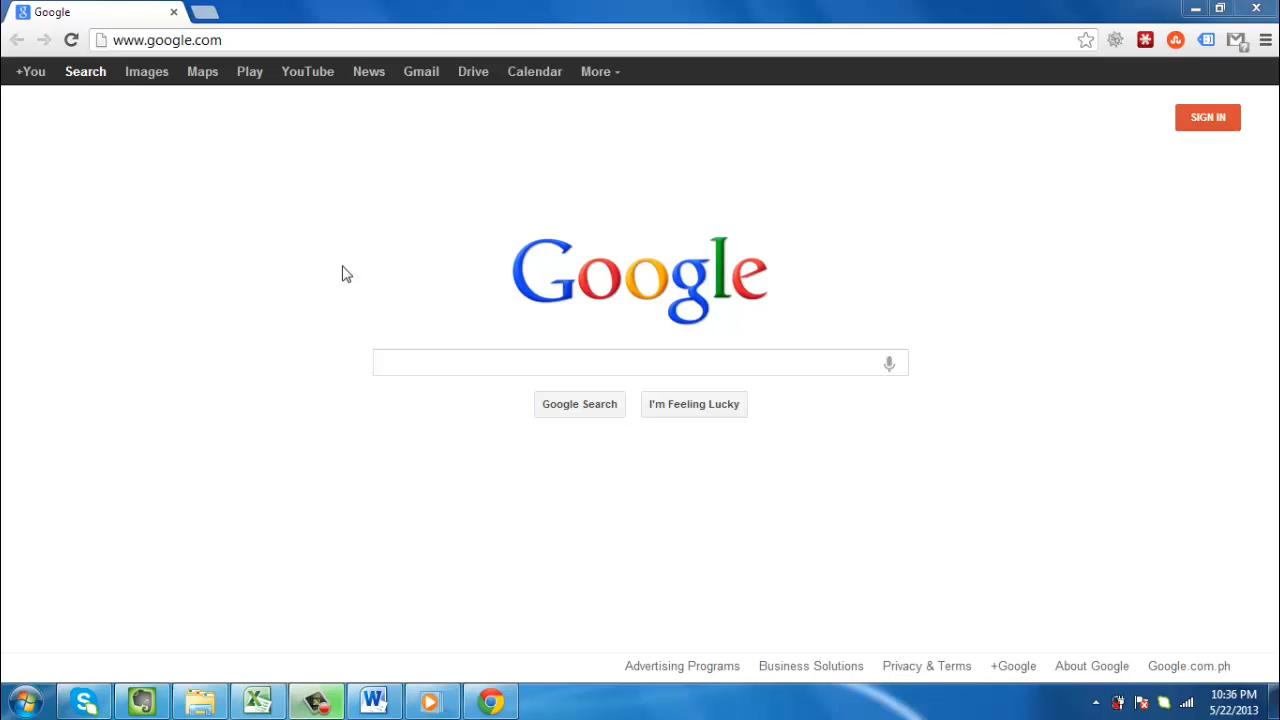 Google
www.google.com
+You Search Images Maps Play YouTube News Gmail Drive Calendar More
SIGN IN
Google
Google Search I'm Feeling Lucky
Advertising Programs Business Solutions Privacy & Terms +Google About Google Google.com.ph
10:36 PM
5/22/2013